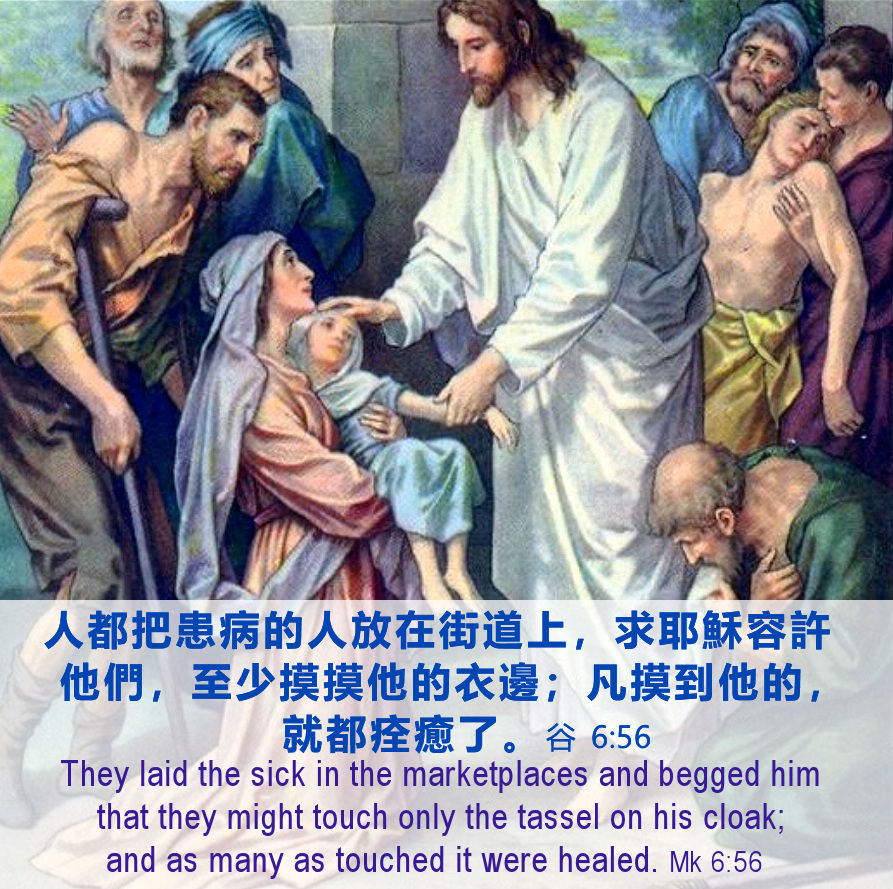 人都把患病的人放在街道上，求耶穌容許
他們，至少摸摸他的衣邊；凡摸到他的，
就都痊癒了。谷 6:56
They laid the sick in the marketplaces and begged him
that they might touch only the tassel on his cloak;
and as many as touched it were healed. Mk 6:56